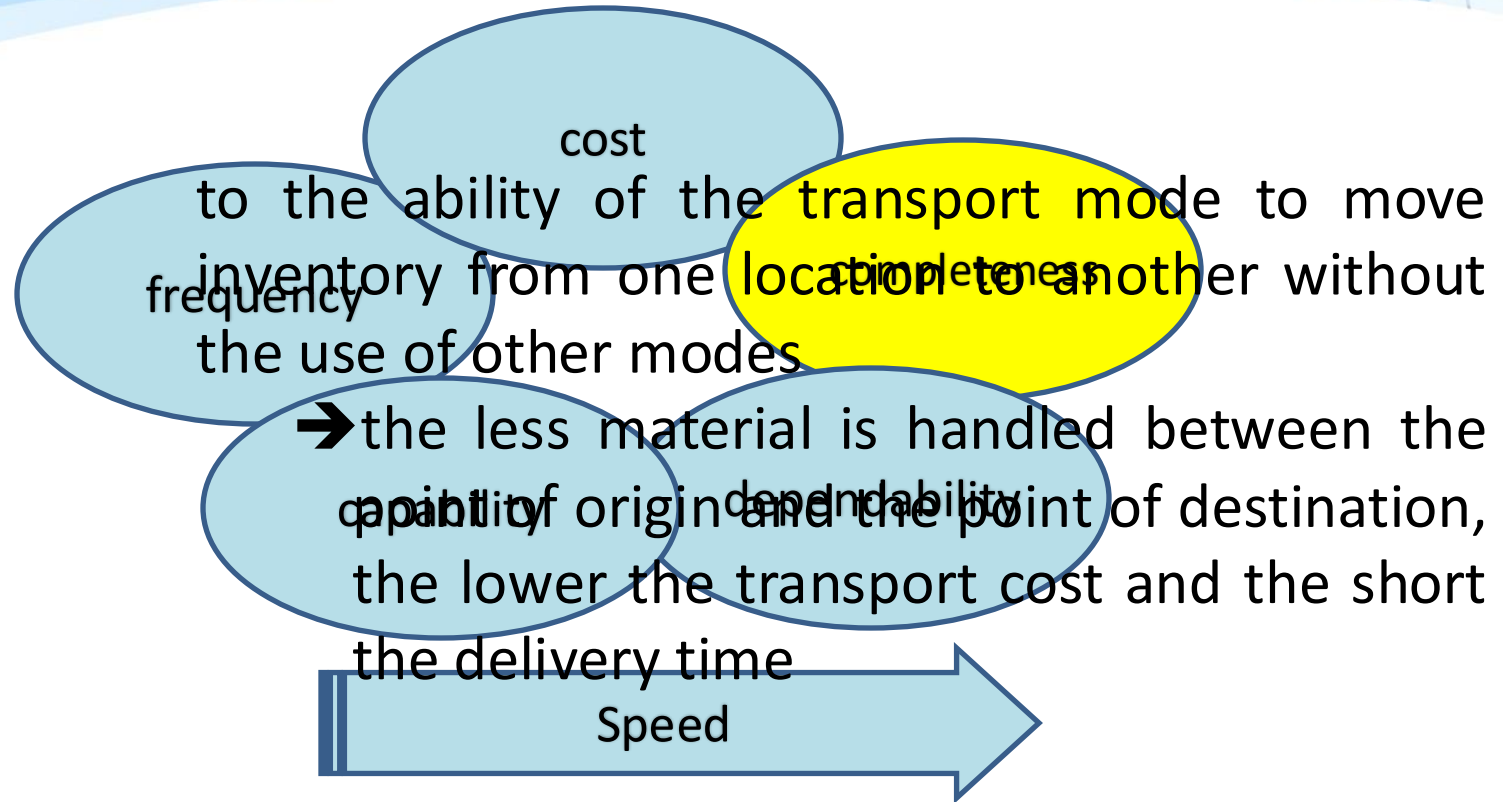 cost
to the ability of the transport mode to move
inventory from one location to another without
completeness
frequency
the use of other modes
➔the less material is handled between the
point of origin and the point of destination,
capability
dependability
the lower the transport cost and the short
the delivery time
Speed